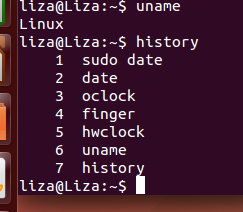 liza@Liza:~$ uname
Linux
liza@Liza:~$ history
1 sudo date
2 date
3 oclock
4 finger
5 hwclock
6 uname
7 history
liza@Liza:~$